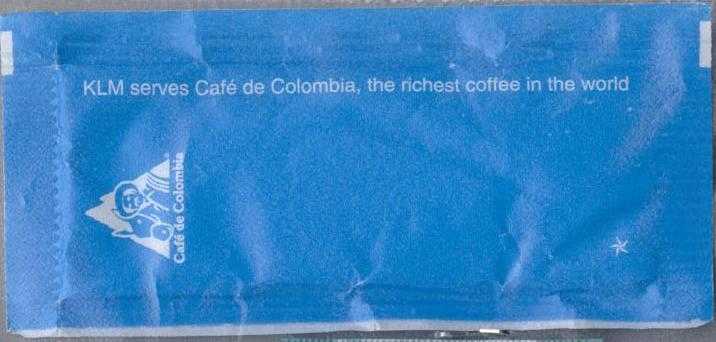 KLM serves Café de Colombia, the richest coffee in the world
Café de Colombia